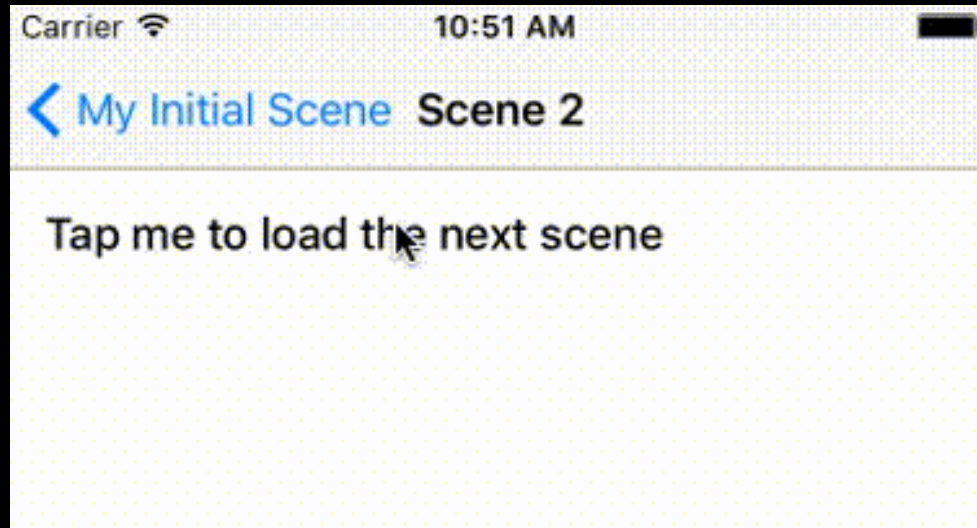 Carrier 10:51 AM
My Initial Scene Scene 2
Tap me to load the next scene